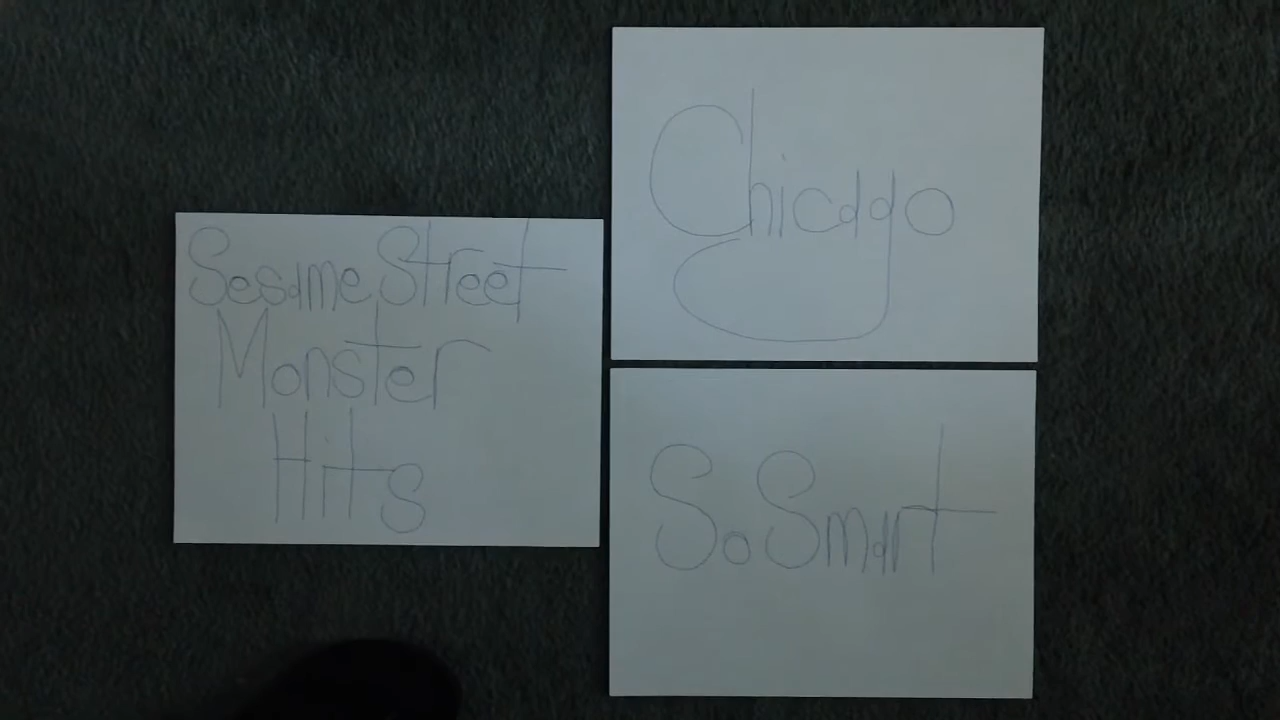 Sesame Street
Monster
Hits
Chicago
So Smart